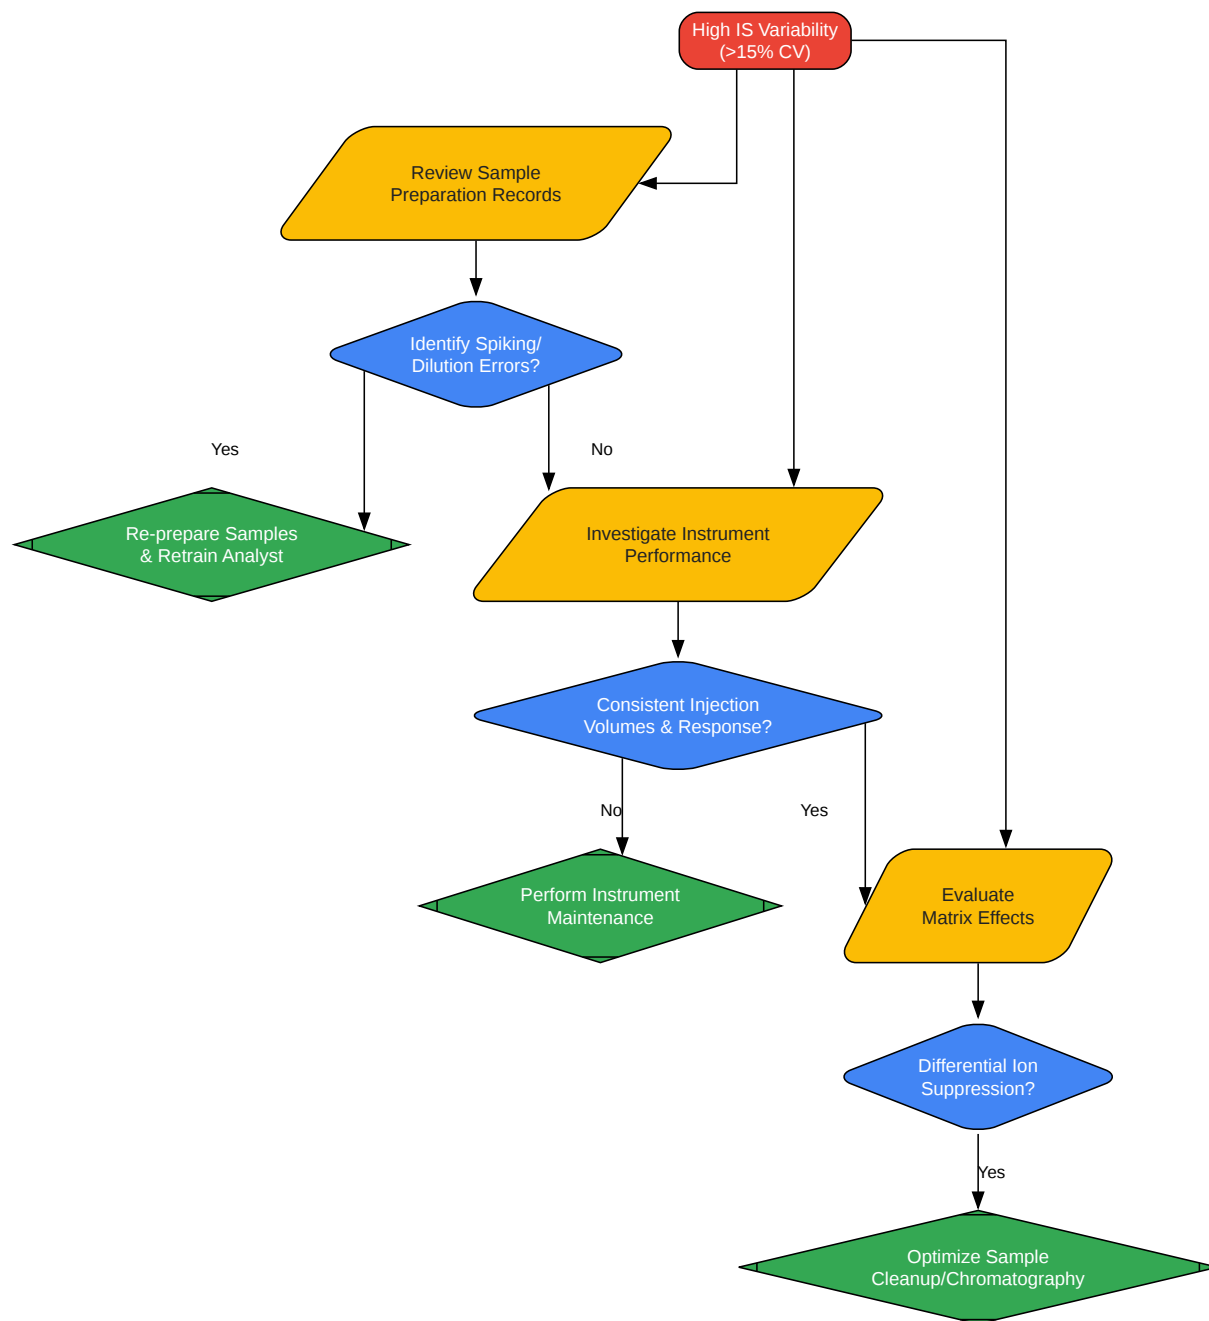 High IS Variability
(>15% CV)
Review Sample
Preparation Records
Identify Spiking/
Dilution Errors?
Yes
No
Re-prepare Samples
& Retrain Analyst
Investigate Instrument
Performance
Consistent Injection
Volumes & Response?
No
Yes
Perform Instrument
Maintenance
Evaluate
Matrix Effects
Differential Ion
Suppression?
Yes
Optimize Sample
Cleanup/Chromatography